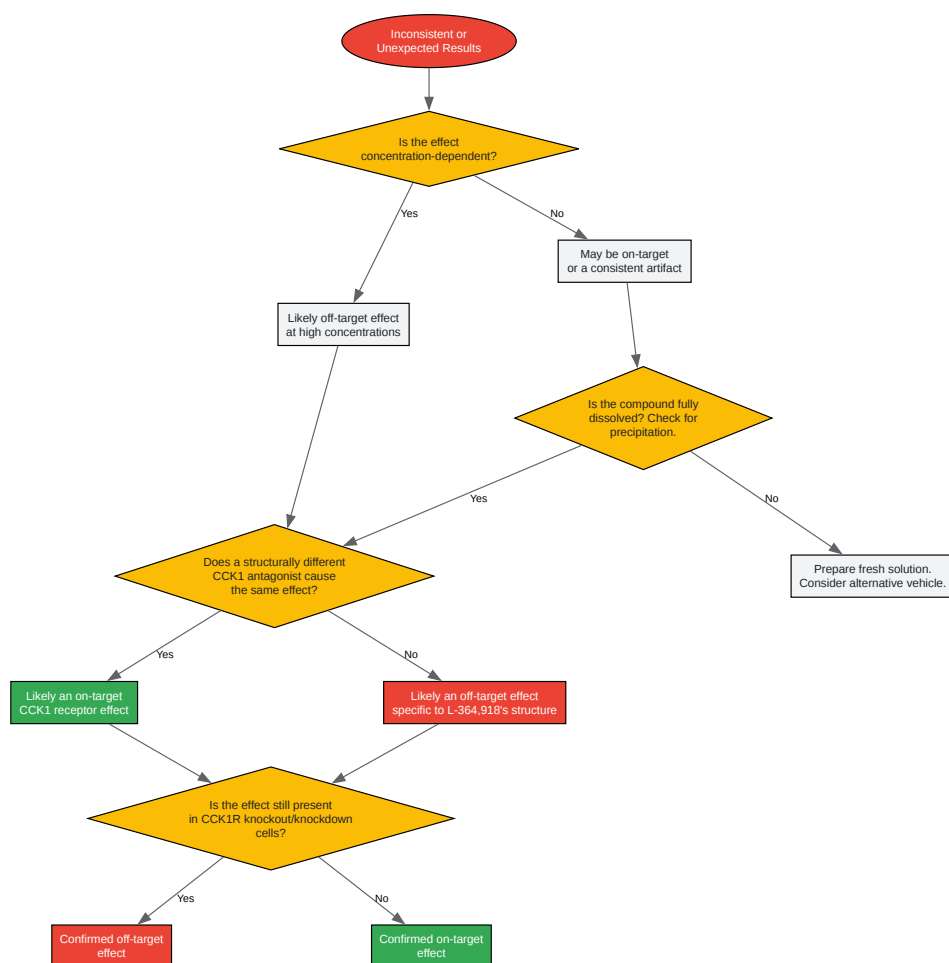 Inconsistent or
Unexpected Results
Is the effect
concentration-dependent?
Yes
No
May be on-target
or a consistent artifact
Likely off-target effect
at high concentrations
Is the compound fully
dissolved? Check for
precipitation.
Yes
No
Does a structurally different
CCK1 antagonist cause
the same effect?
Prepare fresh solution.
Consider alternative vehicle.
Yes
No
Likely an on-target
CCK1 receptor effect
Likely an off-target effect
specific to L-364,918's structure
Is the effect still present
in CCK1R knockout/knockdown
cells?
Yes
No
Confirmed off-target
effect
Confirmed on-target
effect